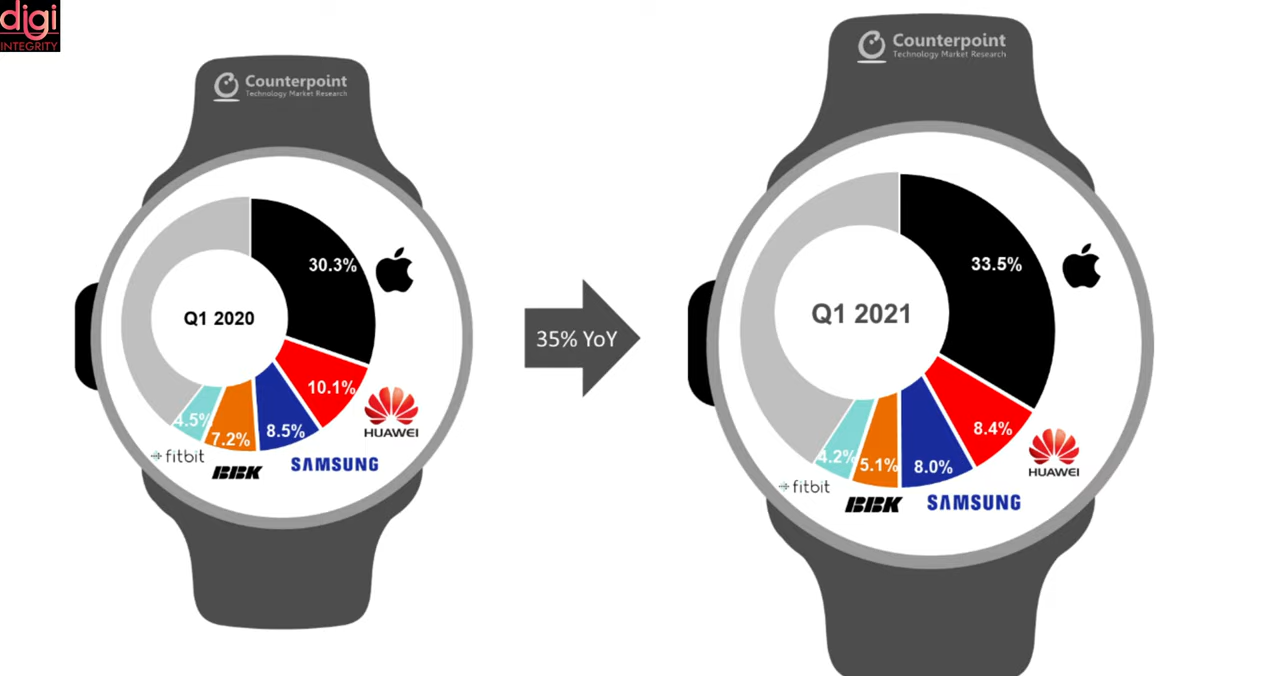 digi
INTEGRITY
Counterpoint
Technology Market Research
30.3%
Q1 2020
10.1%
8.5%
7.2%
4.5%
HUAWEI
SAMSUNG
BBK
fitbit
35% YoY
Counterpoint
Technology Market Research
33.5%
Q1 2021
8.4%
8.0%
5.1%
4.2%
HUAWEI
SAMSUNG
BBK
fitbit